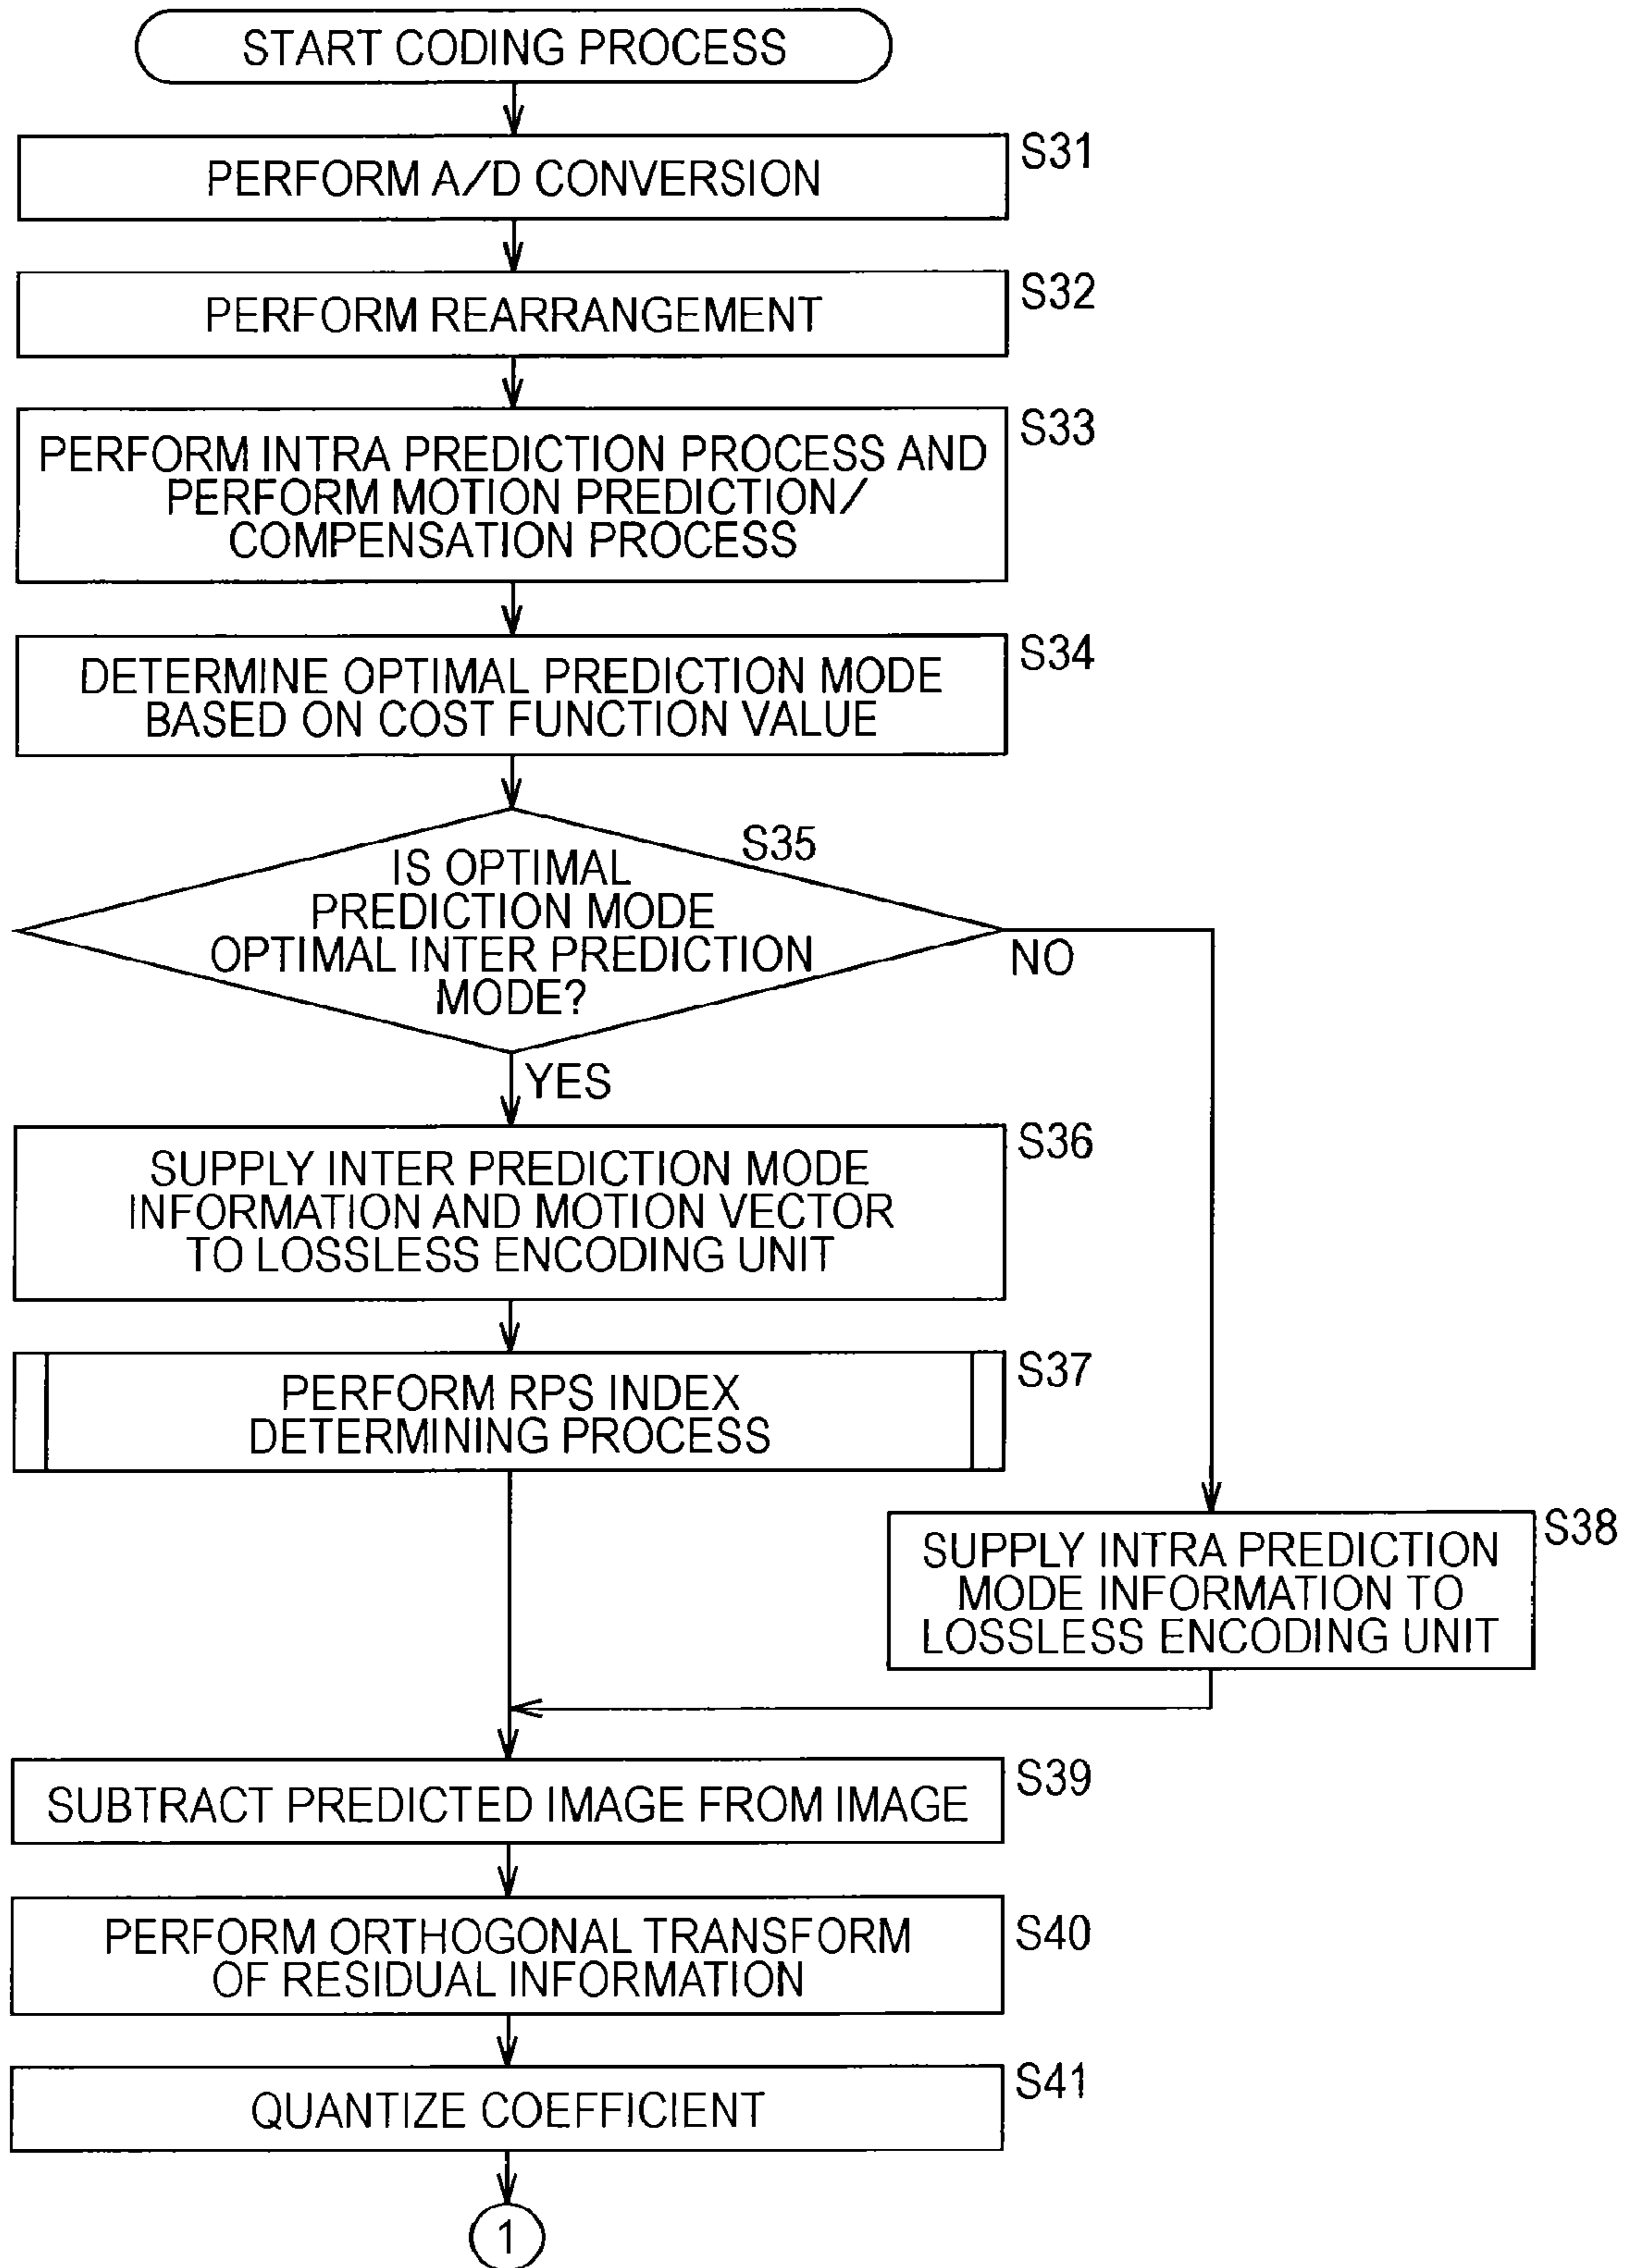 START CODING PROCESS
S31
PERFORM A/D CONVERSION
S32
PERFORM REARRANGEMENT
S33
PERFORM INTRA PREDICTION PROCESS AND
PERFORM MOTION PREDICTION/
COMPENSATION PROCESS
S34
DETERMINE OPTIMAL PREDICTION MODE
BASED ON COST FUNCTION VALUE
S35
IS OPTIMAL
PREDICTION MODE
OPTIMAL INTER PREDICTION
MODE?
NO
YES
S36
SUPPLY INTER PREDICTION MODE
INFORMATION AND MOTION VECTOR
TO LOSSLESS ENCODING UNIT
S37
PERFORM RPS INDEX
DETERMINING PROCESS
S38
SUPPLY INTRA PREDICTION
MODE INFORMATION TO
LOSSLESS ENCODING UNIT
S39
SUBTRACT PREDICTED IMAGE FROM IMAGE
S40
PERFORM ORTHOGONAL TRANSFORM
OF RESIDUAL INFORMATION
S41
QUANTIZE COEFFICIENT
1